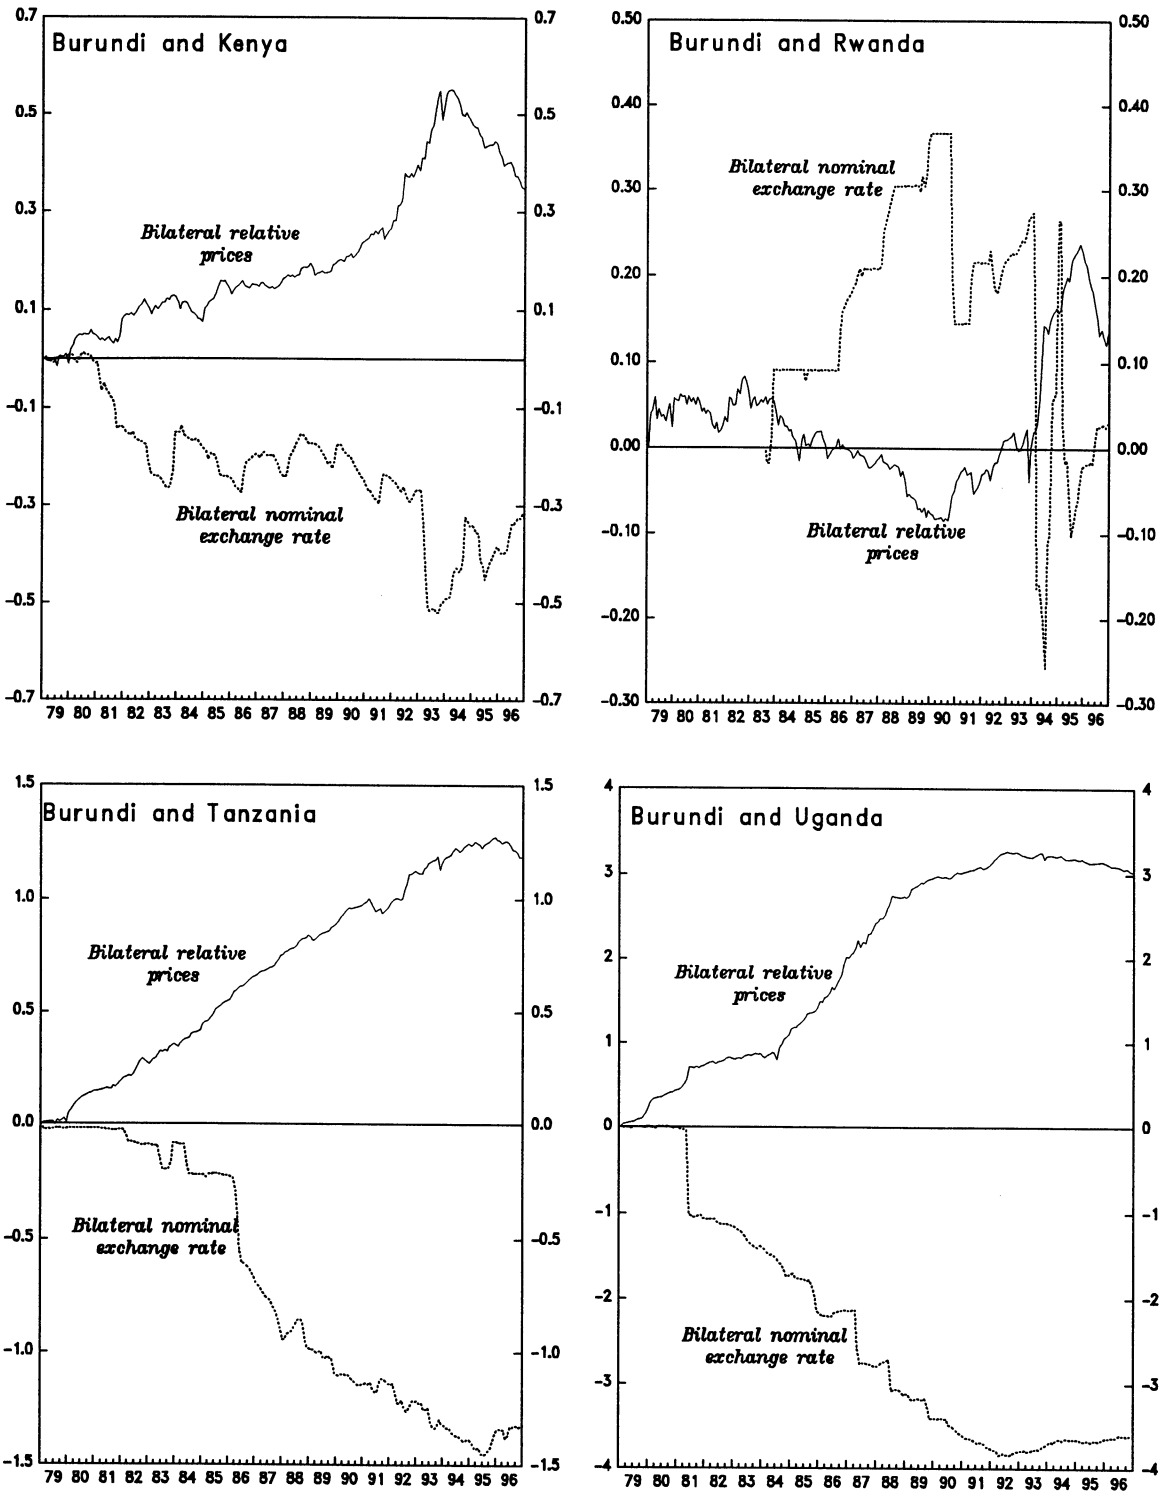 Burundi and Kenya
0.7
0.5
0.3
0.1
-0.1
-0.3
-0.5
-0.7
0.7
0.5
0.3
0.1
-0.1
-0.3
-0.5
-0.7
Bilateral relative
prices
Bilateral nominal
exchange rate
79 80 81 82 83 84 85 86 87 88 89 90 91 92 93 94 95 96
Burundi and Rwanda
0.50
0.40
0.30
0.20
0.10
0.00
-0.10
-0.20
-0.30
0.50
0.40
0.30
0.20
0.10
0.00
-0.10
-0.20
-0.30
Bilateral nominal
exchange rate
Bilateral relative
prices
79 80 81 82 83 84 85 86 87 88 89 90 91 92 93 94 95 96
Burundi and Tanzania
1.5
1.0
0.5
0.0
-0.5
-1.0
-1.5
1.5
1.0
0.5
0.0
-0.5
-1.0
-1.5
Bilateral relative
prices
Bilateral nominal
exchange rate
79 80 81 82 83 84 85 86 87 88 89 90 91 92 93 94 95 96
Burundi and Uganda
4
3
2
1
0
-1
-2
-3
-4
4
3
2
1
0
-1
-2
-3
-4
Bilateral relative
prices
Bilateral nominal
exchange rate
79 80 81 82 83 84 85 86 87 88 89 90 91 92 93 94 95 96